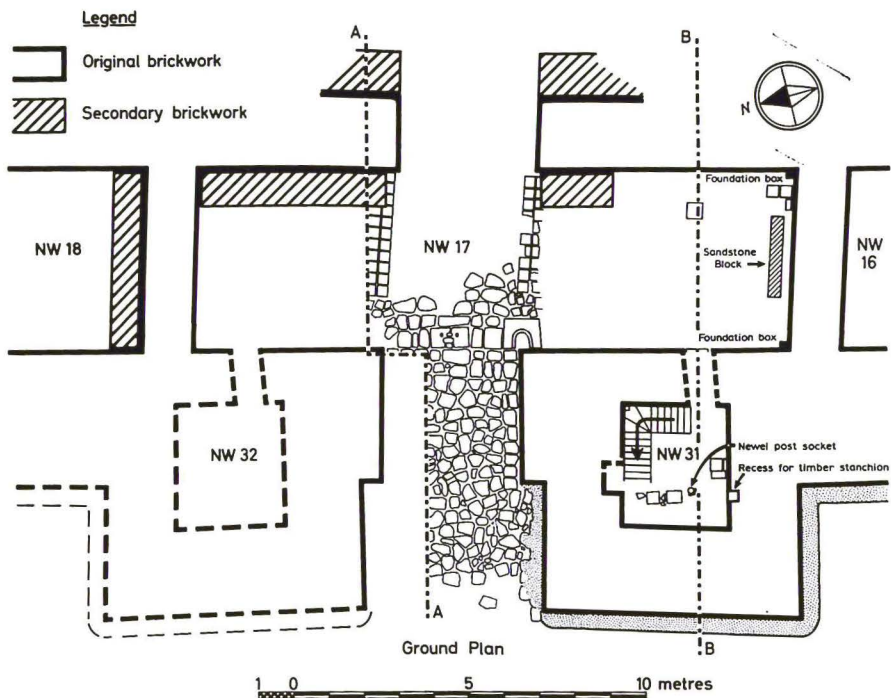 Legend
Original brickwork
Secondary brickwork
A
B
N
Foundation box
NW 18
NW 17
Sandstone
Block
NW
16
Foundation box
NW 32
NW 31
Newel post socket
Recess for timber stanchion
A
B
Ground Plan
1 0 5 10 metres